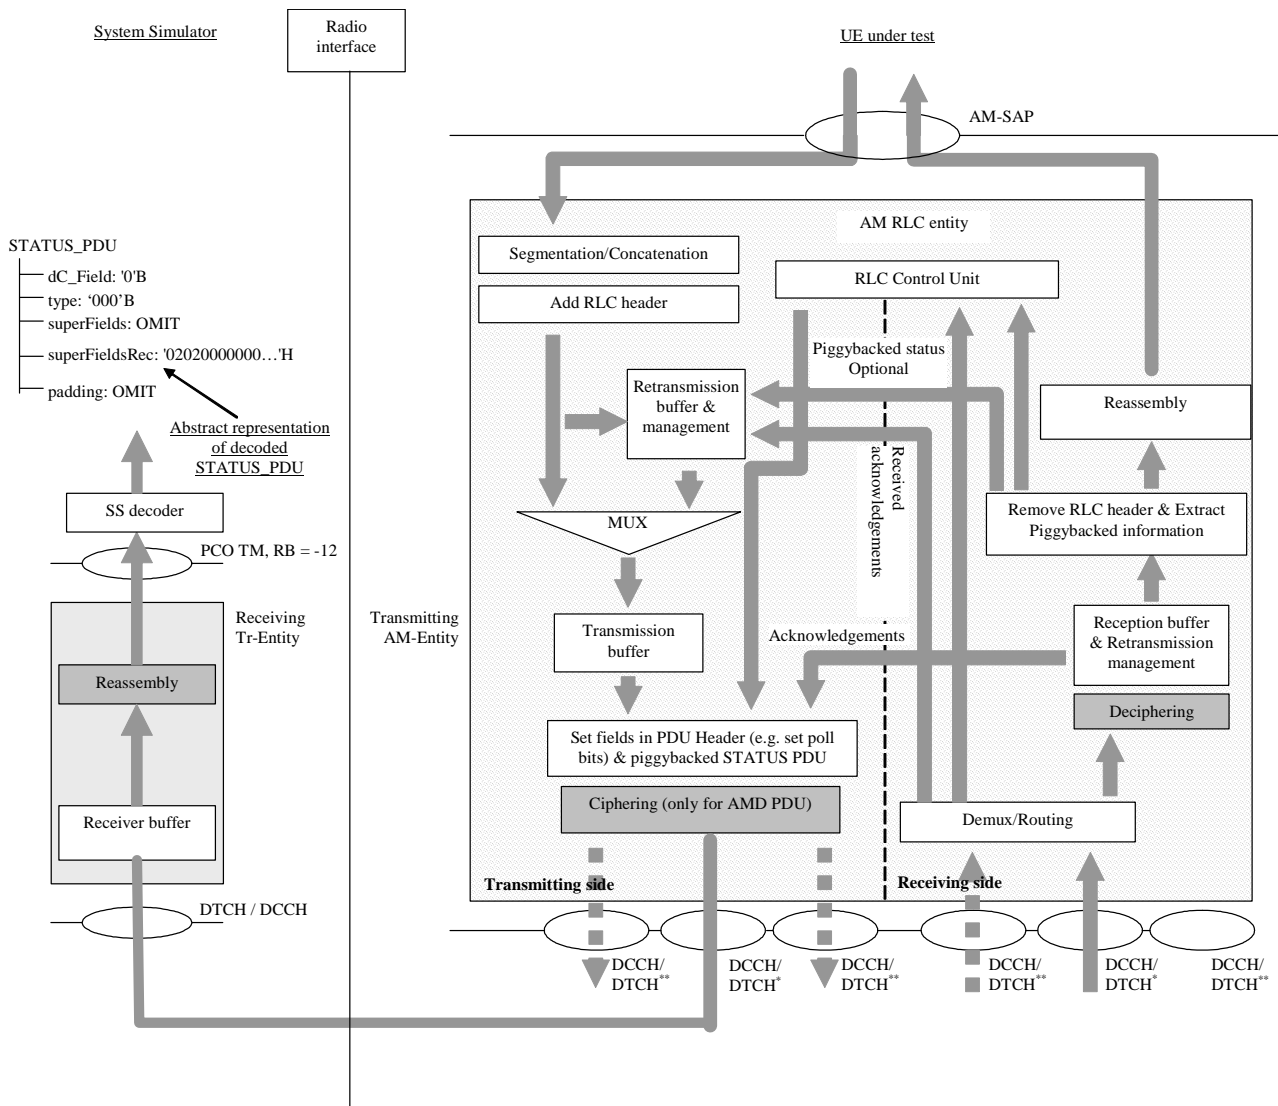 System Simulator
Radio
interface
UE under test
AM-SAP
AM RLC entity
STATUS_PDU
dC_Field: '0'B
type: ‘000’B
superFields: OMIT
superFieldsRec: '02020000000…'H
padding: OMIT
Abstract representation
of decoded
STATUS_PDU
SS decoder
PCO TM, RB = -12
Receiving
Tr-Entity
Reassembly
Receiver buffer
DTCH / DCCH
Transmitting
AM-Entity
Segmentation/Concatenation
Add RLC header
RLC Control Unit
Piggybacked status
Optional
Retransmission
buffer &
management
Reassembly
Received
acknowledgements
MUX
Remove RLC header & Extract
Piggybacked information
Transmission
buffer
Acknowledgements
Reception buffer
& Retransmission
management
Deciphering
Set fields in PDU Header (e.g. set poll
bits) & piggybacked STATUS PDU
Ciphering (only for AMD PDU)
Demux/Routing
Transmitting side
Receiving side
DCCH/
DTCH**
DCCH/
DTCH*
DCCH/
DTCH**
DCCH/
DTCH**
DCCH/
DTCH*
DCCH/
DTCH**